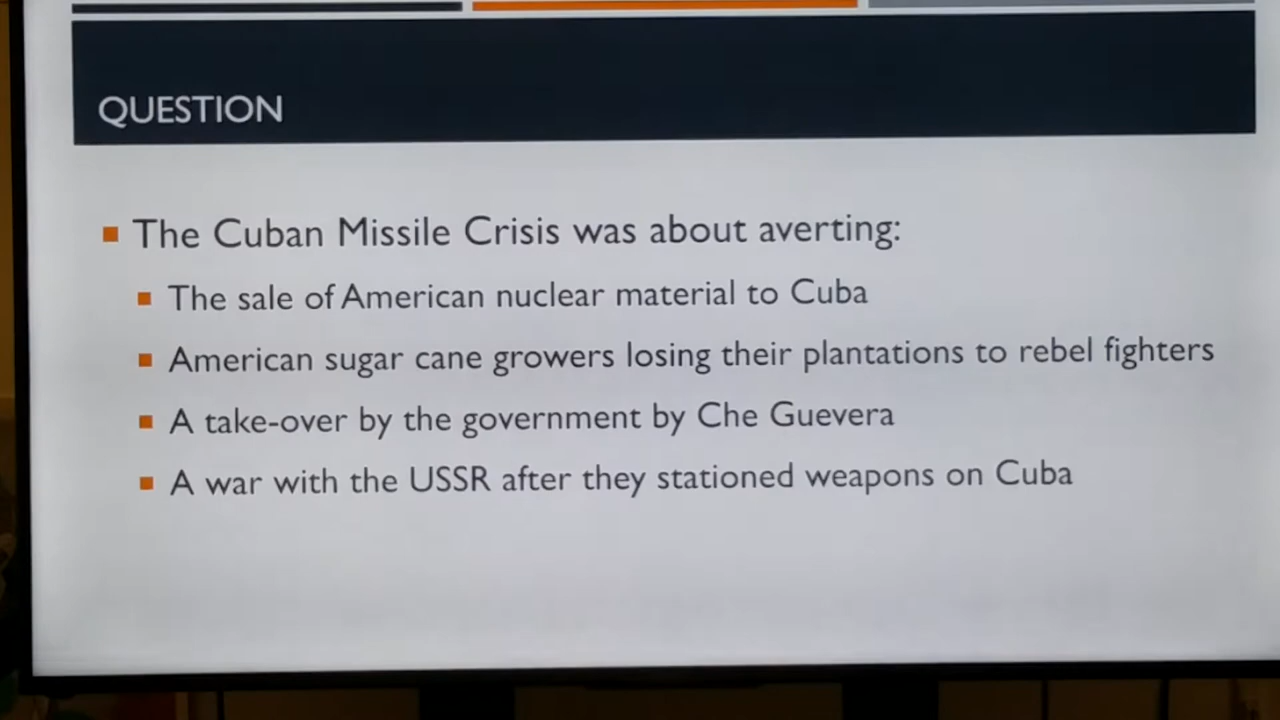 QUESTION
The Cuban Missile Crisis was about averting:
The sale of American nuclear material to Cuba
American sugar cane growers losing their plantations to rebel fighters
A take-over by the government by Che Guevera
A war with the USSR after they stationed weapons on Cuba